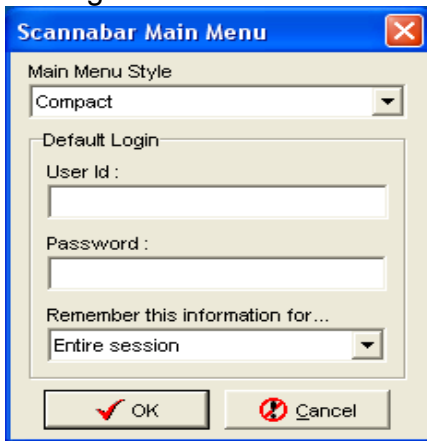 Scannabar Main Menu
Main Menu Style
Compact
Default Login
User Id :
Password :
Remember this information for...
Entire session
OK Cancel